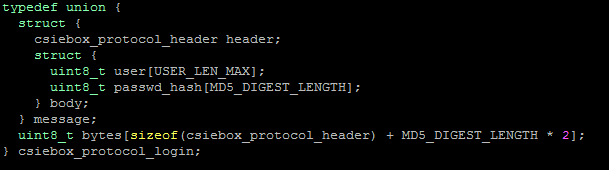 typedef union {
  struct {
    csiebox_protocol_header header;
    struct {
      uint8_t user[USER_LEN_MAX];
      uint8_t passwd_hash[MD5_DIGEST_LENGTH];
    } body;
  } message;
  uint8_t bytes[sizeof(csiebox_protocol_header) + MD5_DIGEST_LENGTH * 2];
} csiebox_protocol_login;